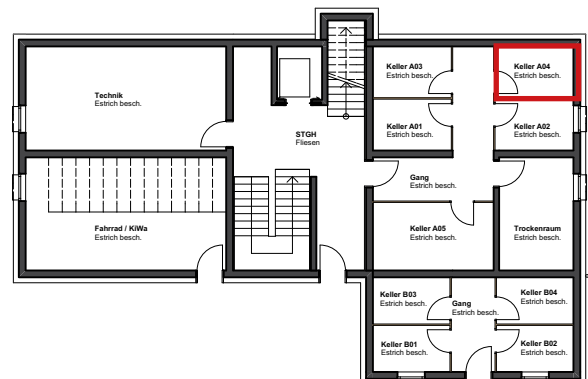 Technik
Estrich besch.
STGH
Fliesen
Fahrrad / KiWa
Estrich besch.
Keller A03
Estrich besch.
Keller A04
Estrich besch.
Keller A01
Estrich besch.
Keller A02
Estrich besch.
Gang
Estrich besch.
Keller A05
Estrich besch.
Trockenraum
Estrich besch.
Keller B03
Estrich besch.
Gang
Estrich besch.
Keller B04
Estrich besch.
Keller B01
Estrich besch.
Keller B02
Estrich besch.